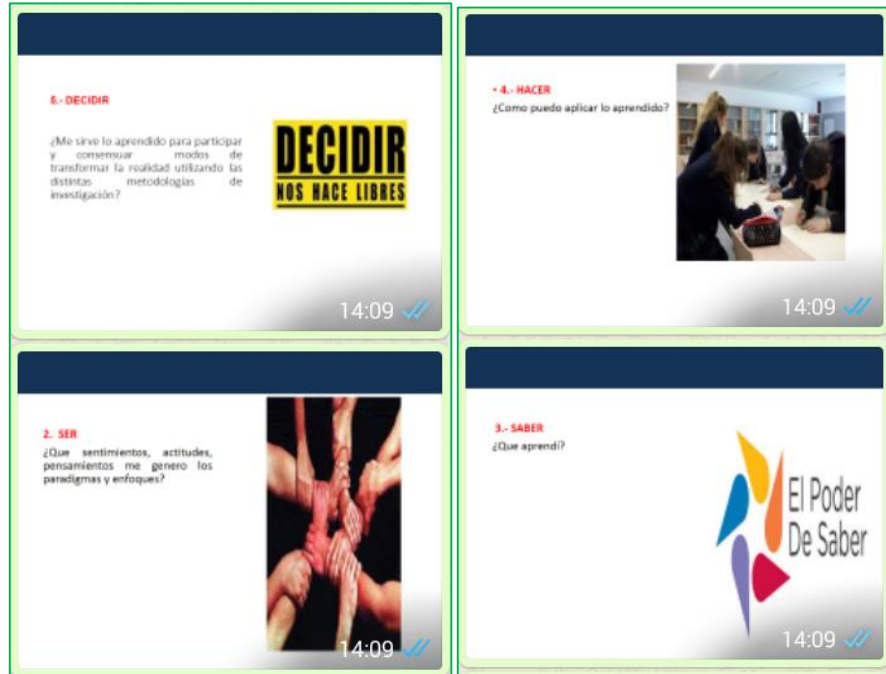 5.- DECIDIR
¿Me sirve lo aprendido para participar
y consensuar modos de
transformar la realidad utilizando las
distintas metodologías de
investigación?
DECIDIR
NOS HACE LIBRES
14:09
• 4.- HACER
¿Como puedo aplicar lo aprendido?
14:09
2. SER
¿Que sentimientos, actitudes,
pensamientos me genero los
paradigmas y enfoques?
14:09
3.- SABER
¿Que aprendí?
El Poder
De Saber
14:09